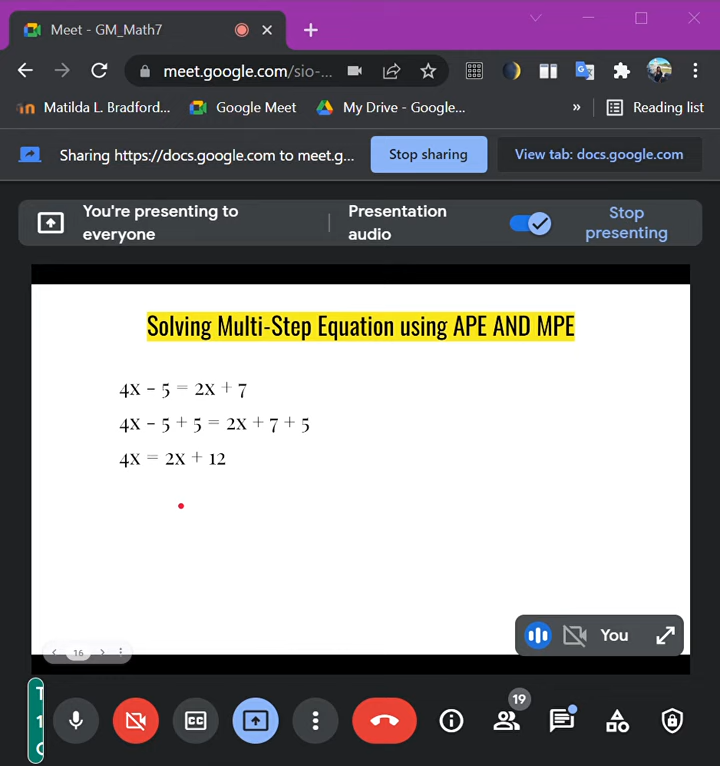 Meet - GM_Math7
meet.google.com/sio-...
Matilda L. Bradford...
Google Meet
My Drive - Google...
»
Reading list
Sharing https://docs.google.com to meet.g...
Stop sharing
View tab: docs.google.com
You're presenting to
everyone
Presentation
audio
Stop
presenting
Solving Multi-Step Equation using APE AND MPE
4x - 5 = 2x + 7
4x - 5 + 5 = 2x + 7 + 5
4x = 2x + 12
16
You
19
T
1
CC